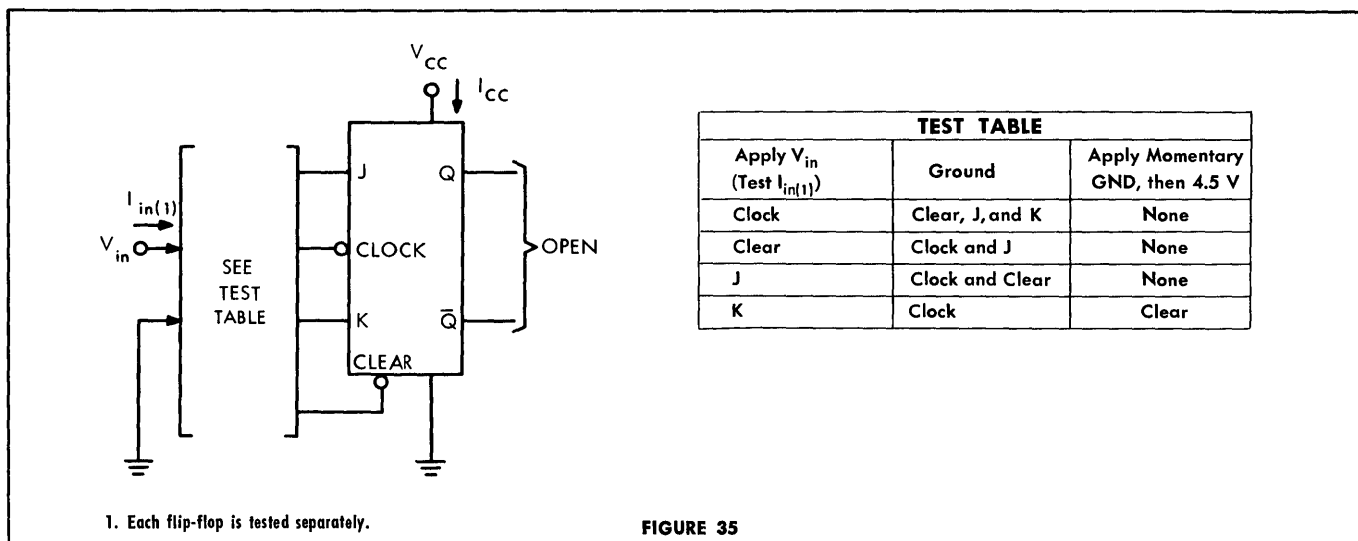 V_CC
I_CC
J
Q
I_in(1)
V_in
CLOCK
OPEN
SEE
TEST
TABLE
K
Q̅
CLEAR
TEST TABLE
Apply V_in (Test I_in(1)) | Ground | Apply Momentary GND, then 4.5 V
Clock | Clear, J, and K | None
Clear | Clock and J | None
J | Clock and Clear | None
K | Clock | Clear
1. Each flip-flop is tested separately.
FIGURE 35